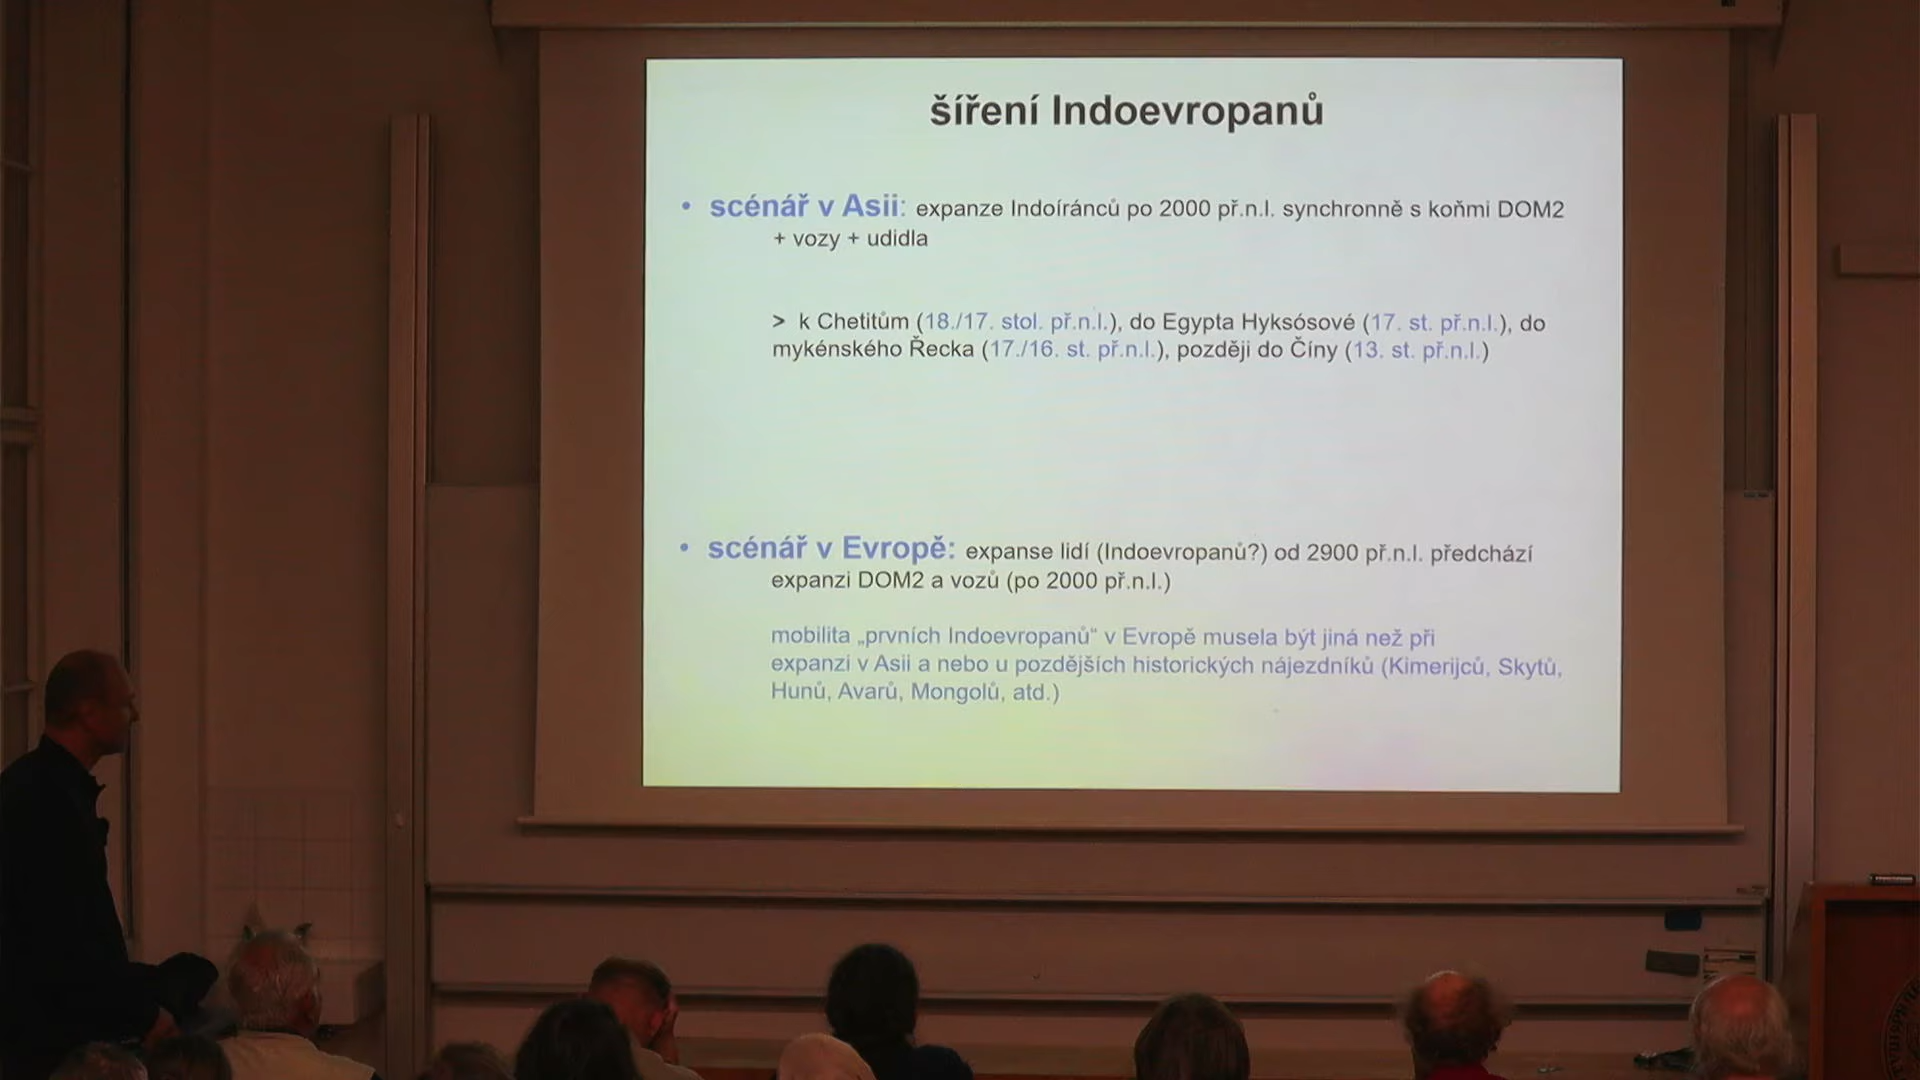 šíření Indoevropanů
• scénář v Asii: expanze Indoíránců po 2000 př.n.l. synchronně s koňmi DOM2
+ vozy + udidla
> k Chetitům (18./17. stol. př.n.l.), do Egypta Hyksósové (17. st. př.n.l.), do
mykénského Řecka (17./16. st. př.n.l.), později do Číny (13. st. př.n.l.)
• scénář v Evropě: expanse lidí (Indoevropanů?) od 2900 př.n.l. předchází
expanzi DOM2 a vozů (po 2000 př.n.l.)
mobilita „prvních Indoevropanů“ v Evropě musela být jiná než při
expanzi v Asii a nebo u pozdějších historických nájezdníků (Kimerijců, Skytů,
Hunů, Avarů, Mongolů, atd.)